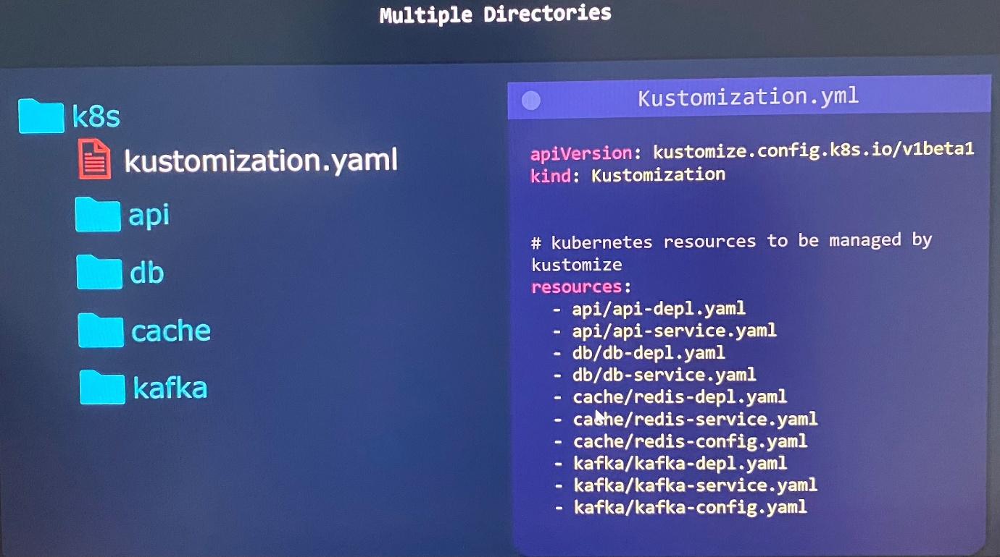 Multiple Directories
k8s
kustomization.yaml
api
db
cache
kafka
Kustomization.yml
apiVersion: kustomize.config.k8s.io/v1beta1
kind: Kustomization
# kubernetes resources to be managed by
kustomize
resources:
- api/api-depl.yaml
- api/api-service.yaml
- db/db-depl.yaml
- db/db-service.yaml
- cache/redis-depl.yaml
- cache/redis-service.yaml
- cache/redis-config.yaml
- kafka/kafka-depl.yaml
- kafka/kafka-service.yaml
- kafka/kafka-config.yaml